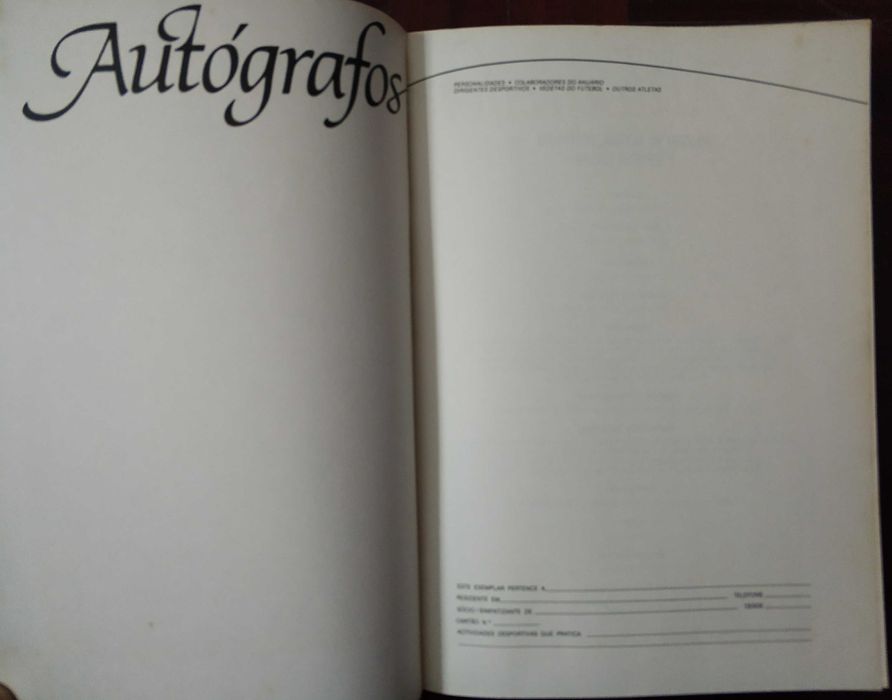 Autógrafos
PERSONALIDADES • COLABORADORES DO ANUÁRIO
DIRIGENTES DESPORTIVOS • VEDETAS DO FUTEBOL • OUTROS ATLETAS
ESTE EXEMPLAR PERTENCE A
RESIDENTE EM TELEFONE
SÓCIO/SIMPATIZANTE DE DESDE
CARTÃO N.º
ACTIVIDADES DESPORTIVAS QUE PRATICA